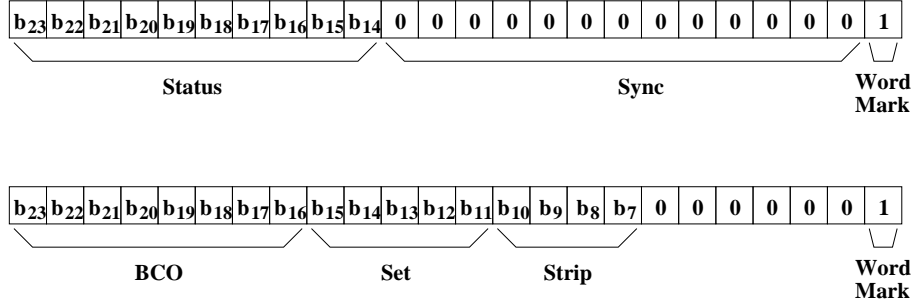 b23 b22 b21 b20 b19 b18 b17 b16 b15 b14 0 0 0 0 0 0 0 0 0 0 0 0 0 1
Status Sync Word
Mark
b23 b22 b21 b20 b19 b18 b17 b16 b15 b14 b13 b12 b11 b10 b9 b8 b7 0 0 0 0 0 0 1
BCO Set Strip Word
Mark